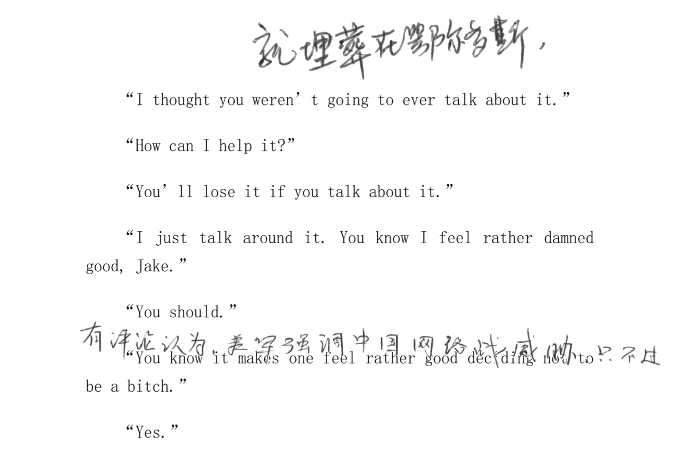 就埋葬在鄂尔多斯，
“I thought you weren’t going to ever talk about it.”
“How can I help it?”
“You’ll lose it if you talk about it.”
“I just talk around it. You know I feel rather damned
good, Jake.”
“You should.”
有评论认为，美军强调中国网络战威胁，只不过
“You know it makes one feel rather good deciding not to
be a bitch.”
“Yes.”